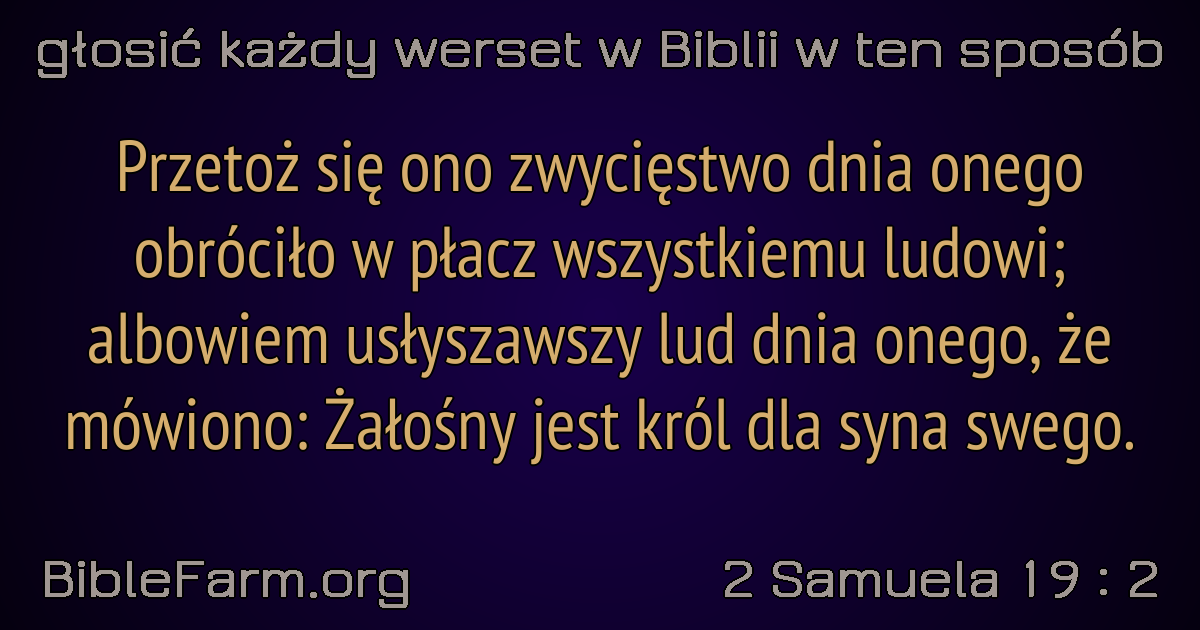 głosić każdy werset w Biblii w ten sposób
Przetoż się ono zwycięstwo dnia onego
obróciło w płacz wszystkiemu ludowi;
albowiem usłyszawszy lud dnia onego, że
mówiono: Żałośny jest król dla syna swego.
BibleFarm.org
2 Samuela 19 : 2